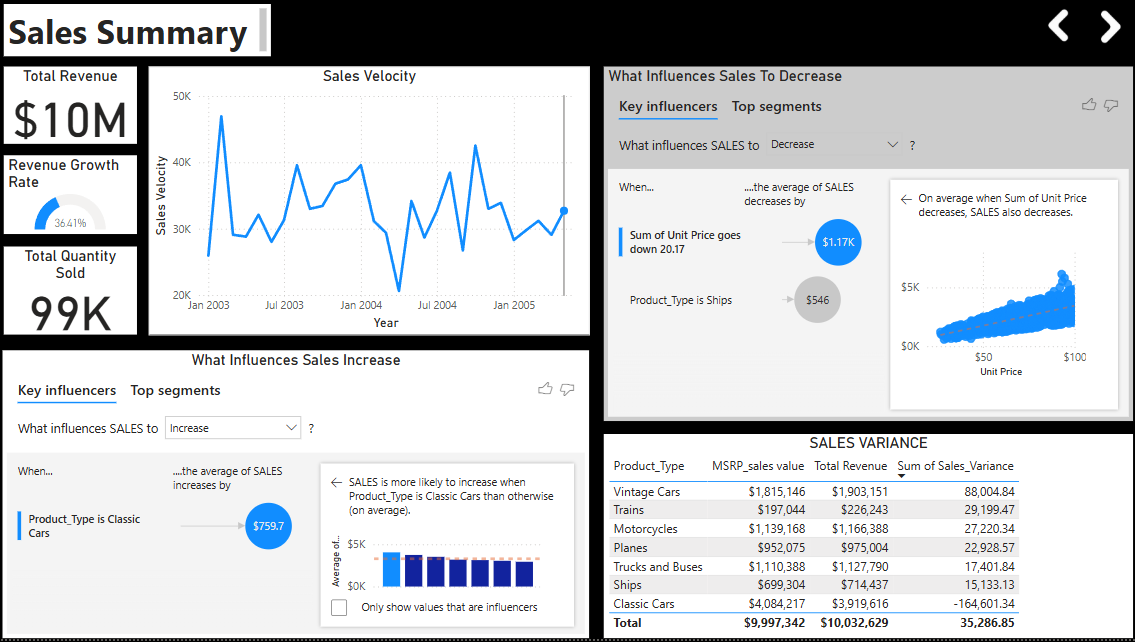 Sales Summary
Total Revenue
$10M
Revenue Growth
Rate
36.41%
Total Quantity
Sold
99K
Sales Velocity
Sales Velocity
50K
40K
30K
20K
Jan 2003
Jul 2003
Jan 2004
Jul 2004
Jan 2005
Year
What Influences Sales To Decrease
Key influencers
Top segments
What influences SALES to
Decrease
?
When...
....the average of SALES
decreases by
Sum of Unit Price goes
down 20.17
$1.17K
Product_Type is Ships
$546
On average when Sum of Unit Price
decreases, SALES also decreases.
$5K
$0K
$50
$100
Unit Price
What Influences Sales Increase
Key influencers
Top segments
What influences SALES to
Increase
?
When...
....the average of SALES
increases by
Product_Type is Classic
Cars
$759.7
SALES is more likely to increase when
Product_Type is Classic Cars than otherwise
(on average).
Average of...
$5K
$0K
Only show values that are influencers
SALES VARIANCE
Product_Type MSRP_sales value Total Revenue Sum of Sales_Variance
Vintage Cars $1,815,146 $1,903,151 88,004.84
Trains $197,044 $226,243 29,199.47
Motorcycles $1,139,168 $1,166,388 27,220.34
Planes $952,075 $975,004 22,928.57
Trucks and Buses $1,110,388 $1,127,790 17,401.84
Ships $699,304 $714,437 15,133.13
Classic Cars $4,084,217 $3,919,616 -164,601.34
Total $9,997,342 $10,032,629 35,286.85